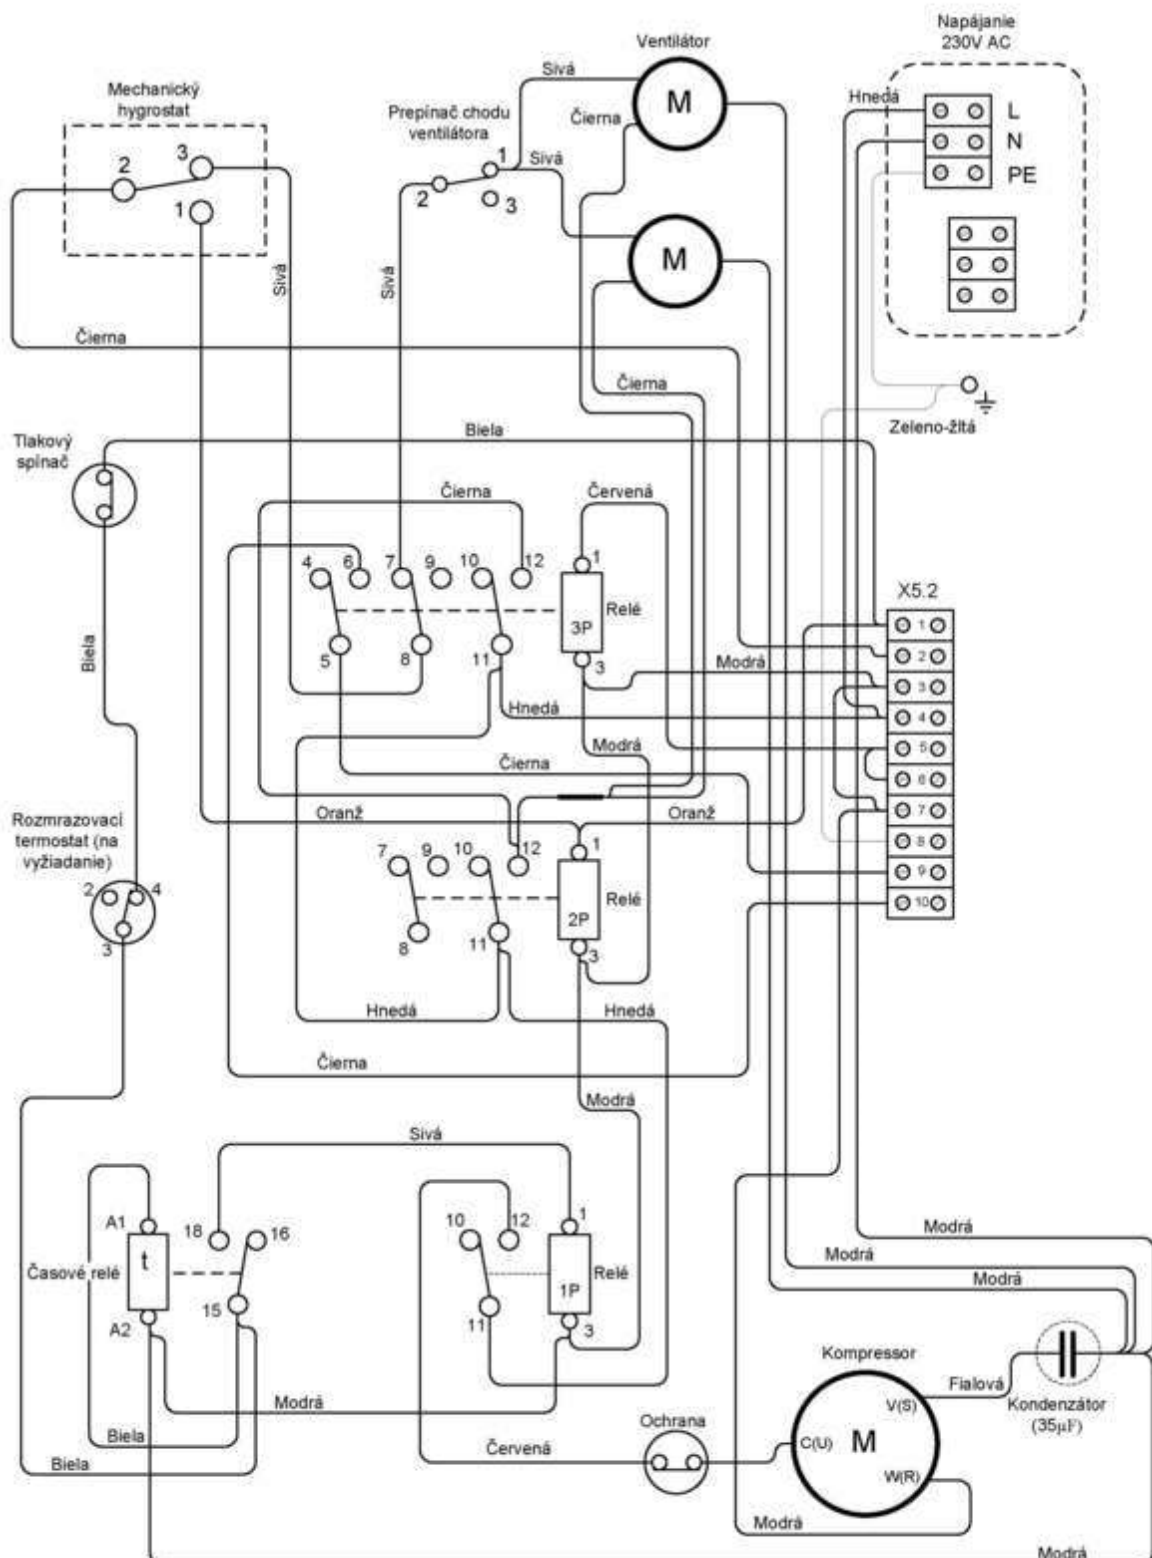 Napájanie
230V AC
Ventilátor
Sivá
Mechanický
hygrostat
Hnedá
L
Prepínač chodu
ventilátora
Čierna
M
N
3
1
Sivá
2
PE
2
3
1
M
Sivá
Sivá
Čierna
Čierna
Zeleno-žltá
Biela
Tlakový
spínač
Čierna
Červená
4
6
7
9
10
12
1
X5.2
Relé
3P
1
5
8
11
3
Modrá
2
Biela
3
Hnedá
4
Modrá
5
Čierna
6
Oranž
Oranž
7
Rozmrazovací
termostat (na
vyžiadanie)
7
9
10
12
1
8
9
2
4
Relé
2P
10
8
11
3
3
Hnedá
Hnedá
Čierna
Modrá
Sivá
A1
18
16
10
12
1
Modrá
t
Modrá
Časové relé
Relé
Modrá
1P
15
A2
11
3
Kompressor
Fialová
Modrá
V(S)
Kondenzátor
(35µF)
Ochrana
Biela
Červená
C(U)
M
Biela
W(R)
Modrá
Modrá